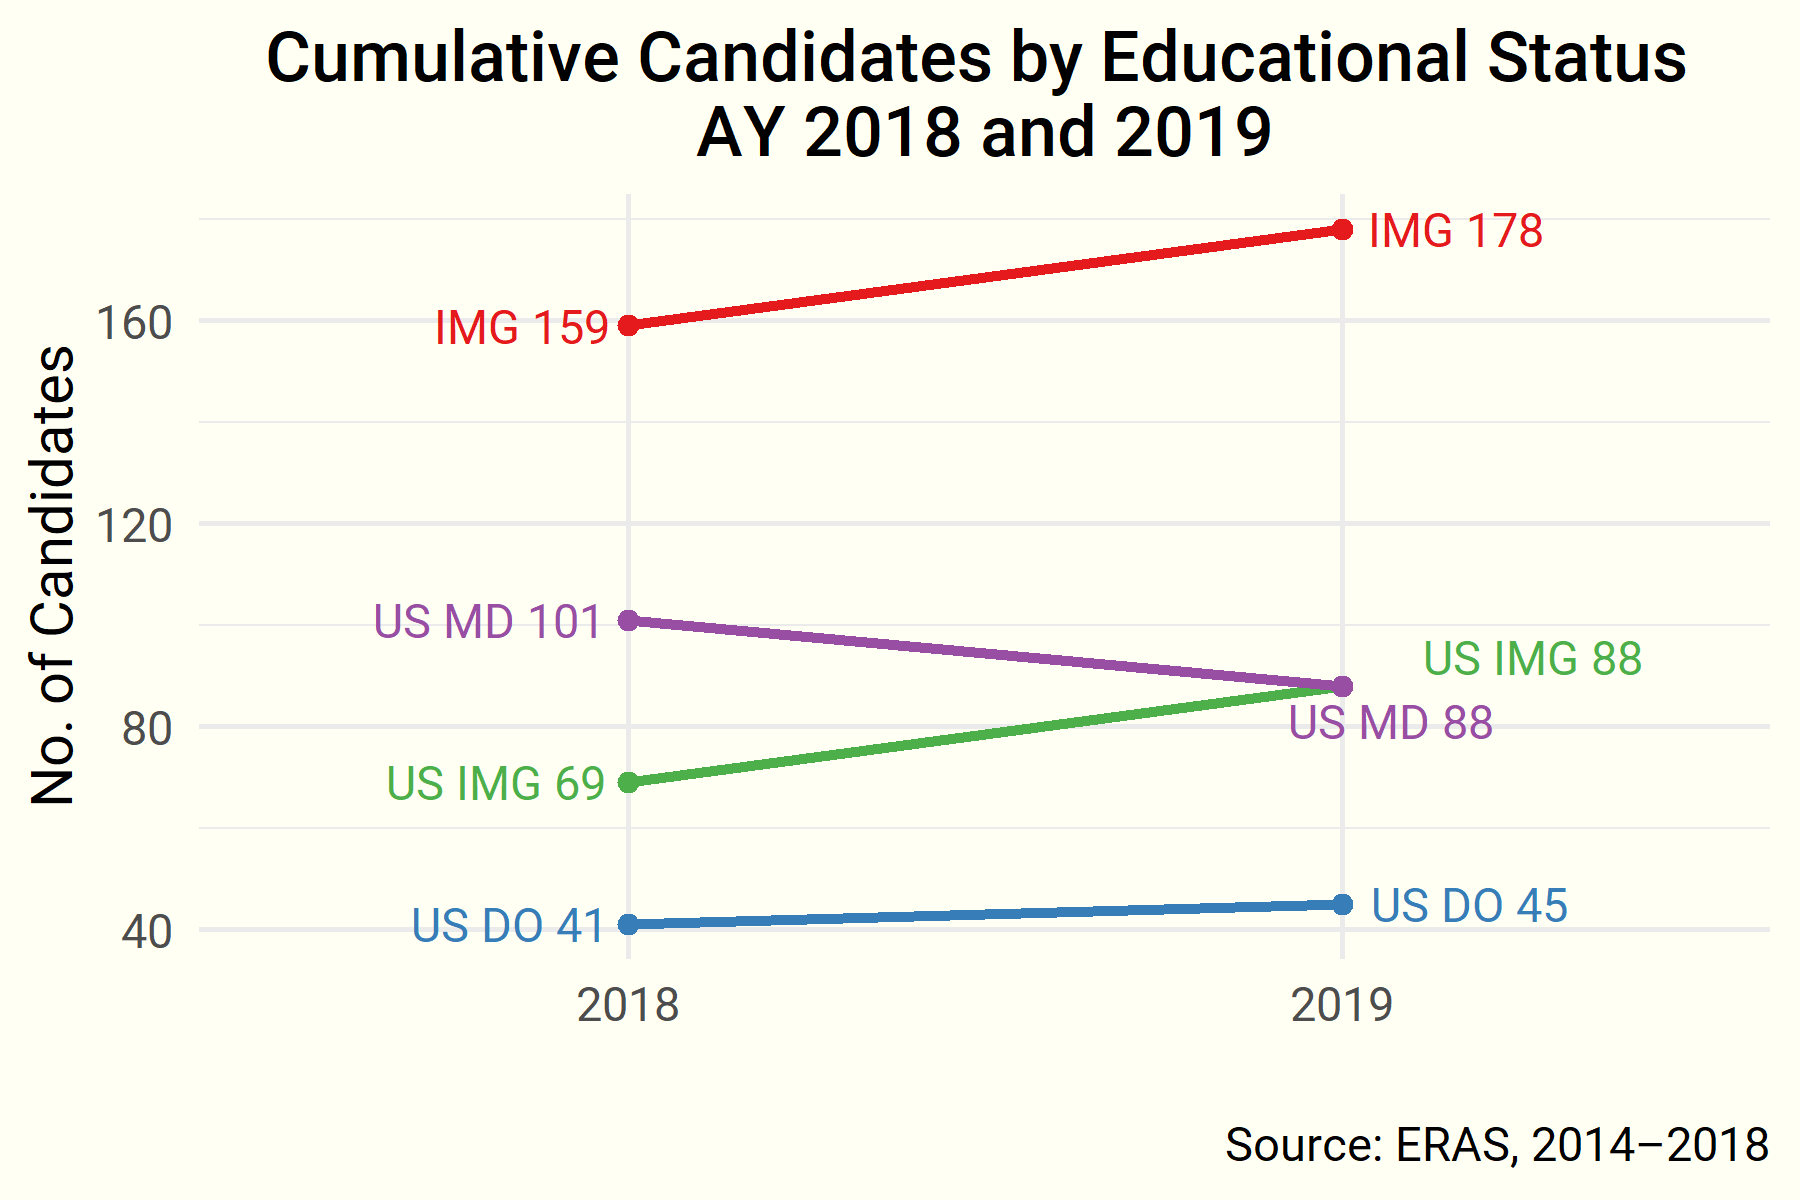 Cumulative Candidates by Educational Status
AY 2018 and 2019
No. of Candidates
160
120
80
40
IMG 159
IMG 178
US MD 101
US IMG 88
US MD 88
US IMG 69
US DO 41
US DO 45
2018
2019
Source: ERAS, 2014–2018